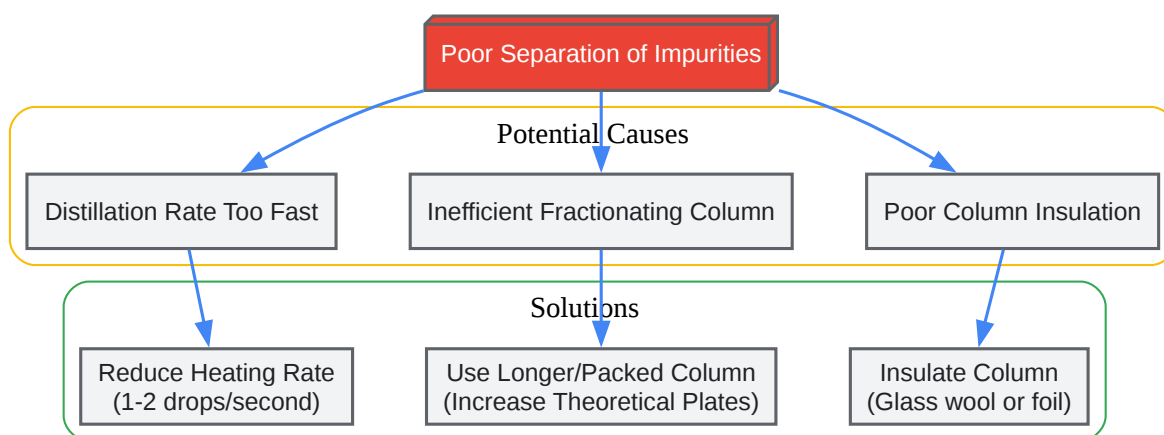 Poor Separation of Impurities
Potential Causes
Distillation Rate Too Fast
Inefficient Fractionating Column
Poor Column Insulation
Solutions
Reduce Heating Rate
(1-2 drops/second)
Use Longer/Packed Column
(Increase Theoretical Plates)
Insulate Column
(Glass wool or foil)